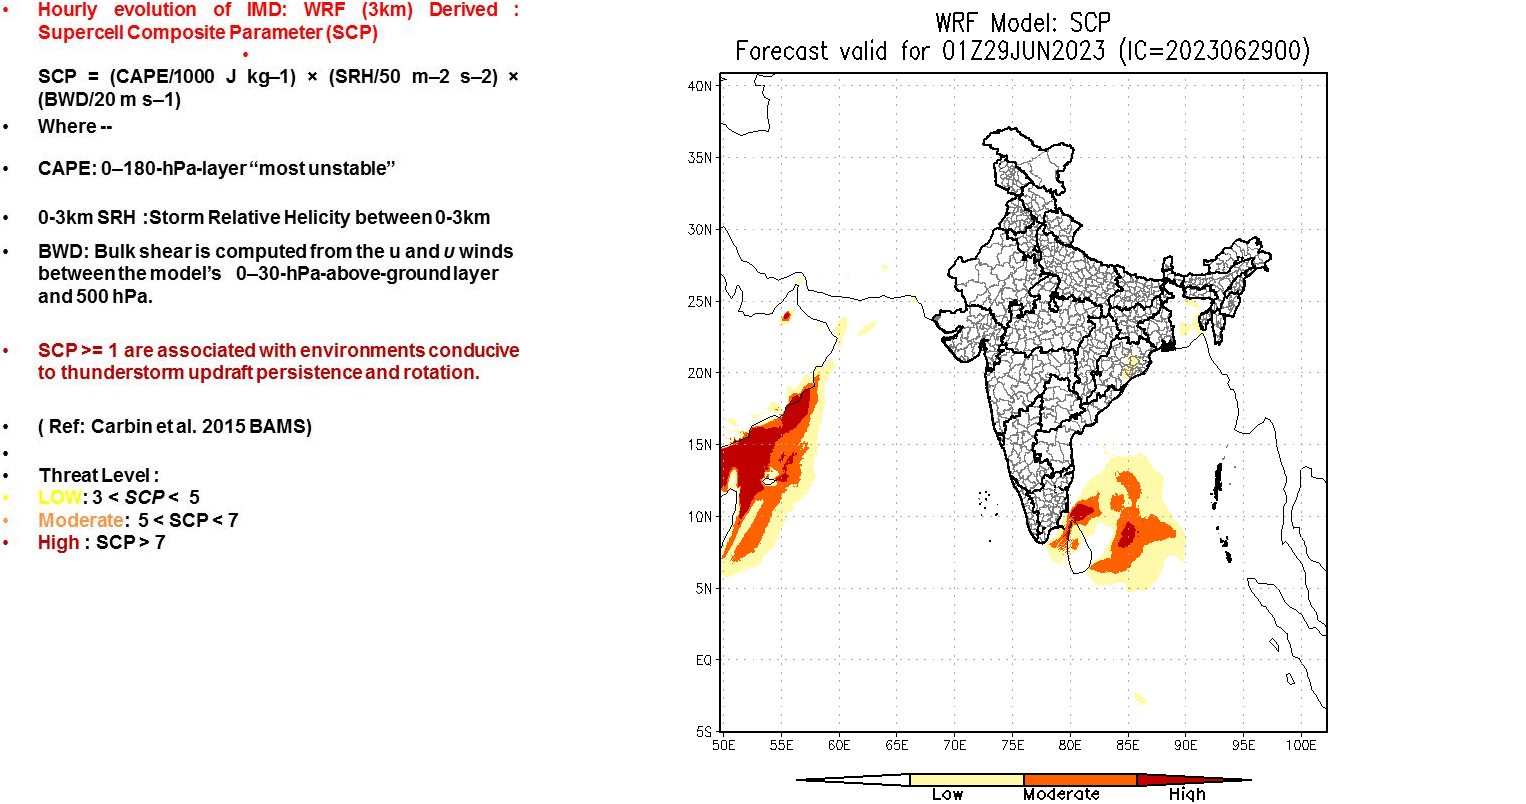 • Hourly evolution of IMD: WRF (3km) Derived :
Supercell Composite Parameter (SCP)
•
SCP = (CAPE/1000 J kg–1) × (SRH/50 m–2 s–2) ×
(BWD/20 m s–1)
• Where --
• CAPE: 0–180-hPa-layer “most unstable”
• 0-3km SRH :Storm Relative Helicity between 0-3km
• BWD: Bulk shear is computed from the u and υ winds
between the model’s 0–30-hPa-above-ground layer
and 500 hPa.
• SCP >= 1 are associated with environments conducive
to thunderstorm updraft persistence and rotation.
• ( Ref: Carbin et al. 2015 BAMS)
•
• Threat Level :
• LOW: 3 < SCP < 5
• Moderate: 5 < SCP < 7
• High : SCP > 7
WRF Model: SCP
Forecast valid for 01Z29JUN2023 (IC=2023062900)
40N
35N
30N
25N
20N
15N
10N
5N
EQ
5S
50E 55E 60E 65E 70E 75E 80E 85E 90E 95E 100E
Low Moderate High